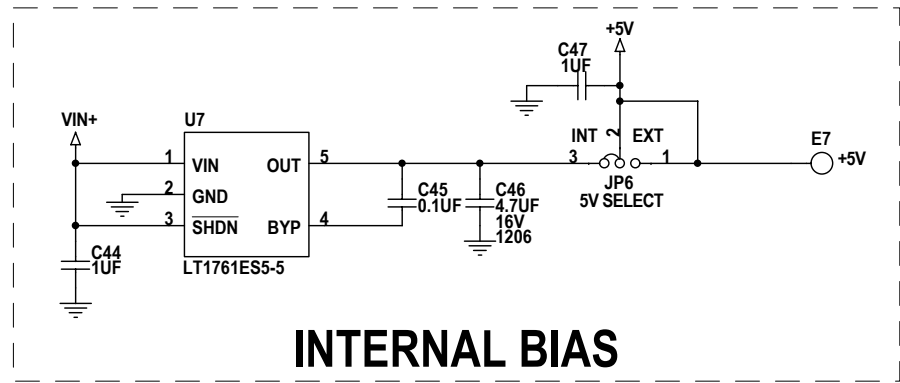 +5V
C47
1UF
VIN+
U7
INT 2 EXT
E7
1 VIN OUT 5
3 1
+5V
2 GND
JP6
5V SELECT
3 SHDN BYP 4
C45
0.1UF
C46
4.7UF
16V
1206
C44
1UF
LT1761ES5-5
INTERNAL BIAS